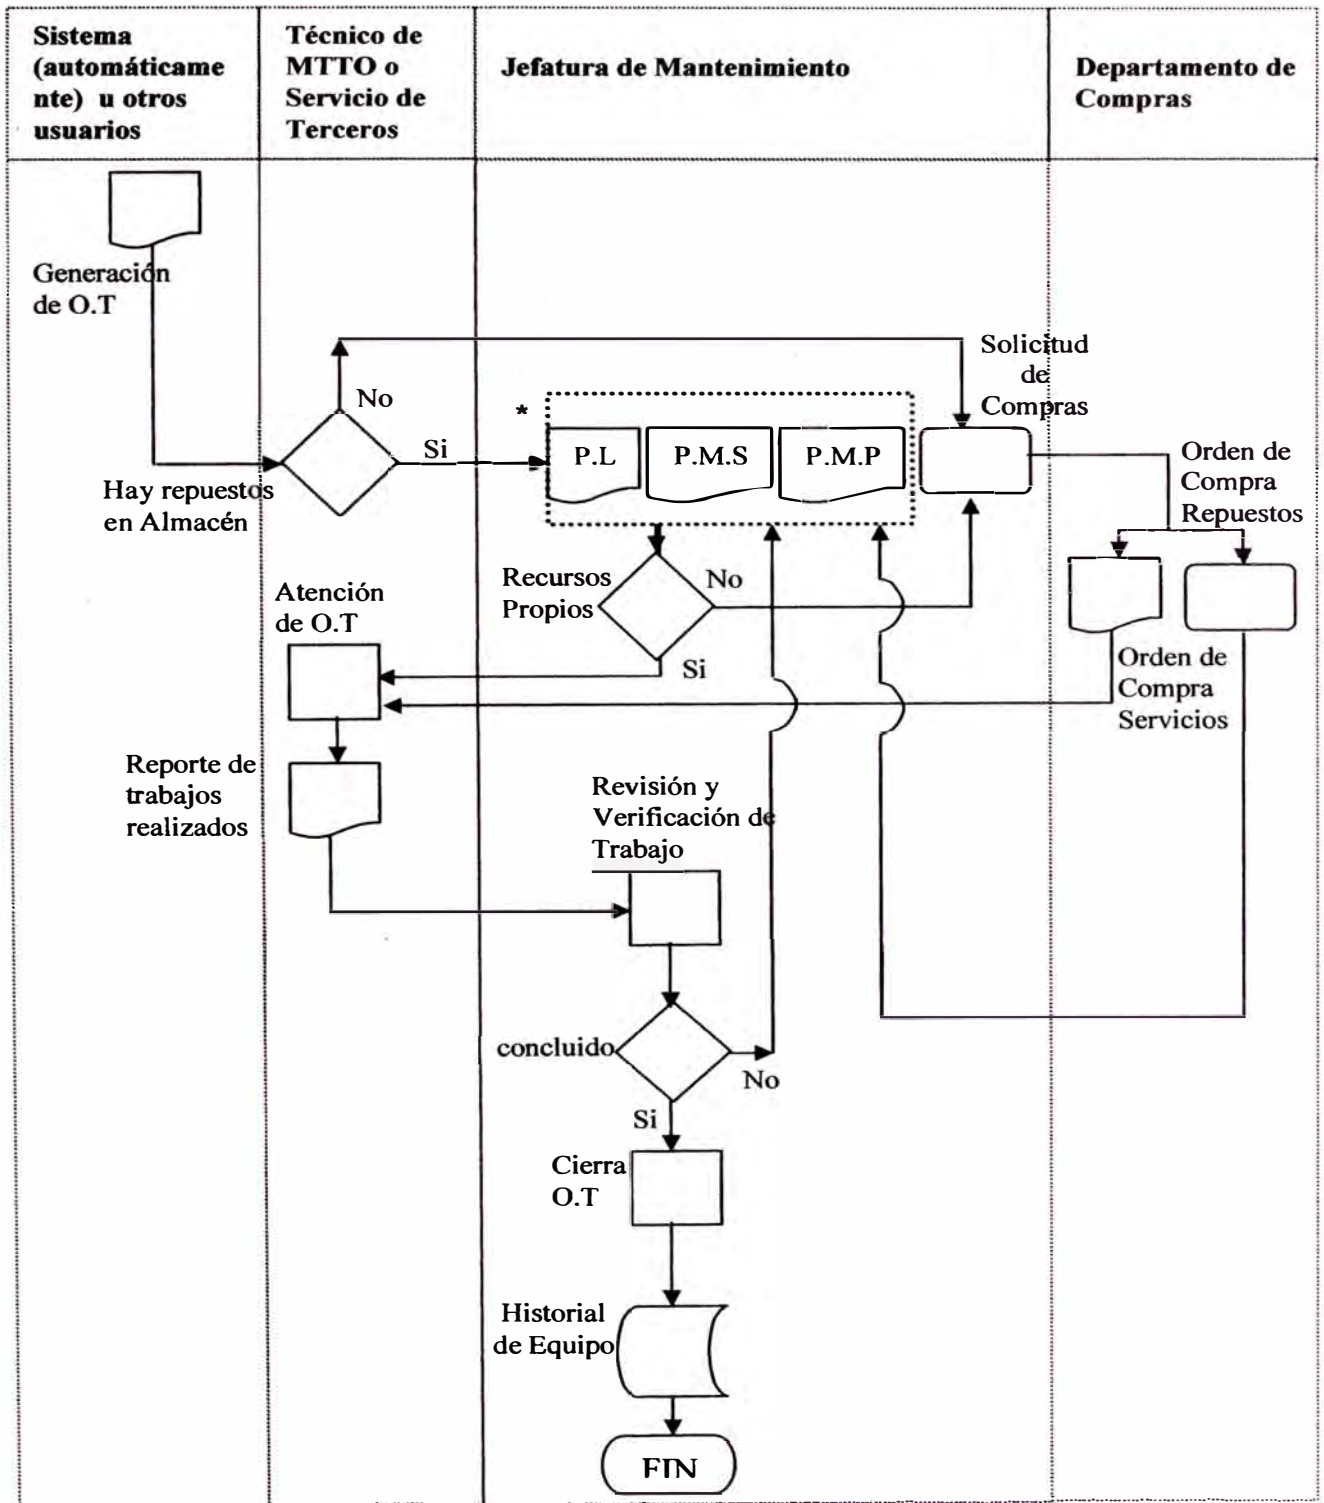 Sistema
(automáticame
nte) u otros
usuarios
Técnico de
MTTO o
Servicio de
Terceros
Jefatura de Mantenimiento
Departamento de
Compras
Generación
de O.T
Solicitud
de
Compras
No
*
Si
P.L
P.M.S
P.M.P
Hay repuestos
en Almacén
Orden de
Compra
Repuestos
Recursos
Propios
No
Si
Atención
de O.T
Orden de
Compra
Servicios
Reporte de
trabajos
realizados
Revisión y
Verificación de
Trabajo
concluido
No
Si
Cierra
O.T
Historial
de Equipo
FIN